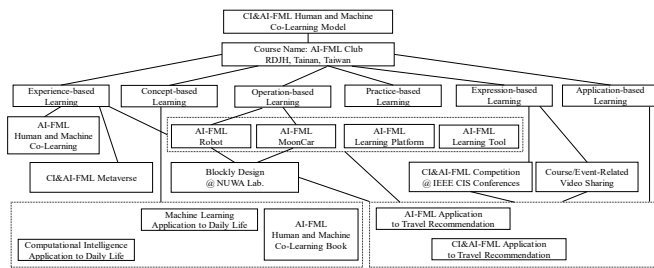 CI&AI-FML Human and Machine
Co-Learning Model
Course Name: AI-FML Club
RDJH, Tainan, Taiwan
Experience-based
Learning
Concept-based
Learning
Operation-based
Learning
Practice-based
Learning
Expression-based
Learning
Application-based
Learning
AI-FML
Human and Machine
Co-Learning
AI-FML
Robot
AI-FML
MoonCar
AI-FML
Learning Platform
AI-FML
Learning Tool
CI&AI-FML Metaverse
Blockly Design
@ NUWA Lab.
CI&AI-FML Competition
@ IEEE CIS Conferences
Course/Event-Related
Video Sharing
Machine Learning
Application to Daily Life
AI-FML
Human and Machine
Co-Learning Book
Computational Intelligence
Application to Daily Life
AI-FML Application
to Travel Recommendation
CI&AI-FML Application
to Travel Recommendation